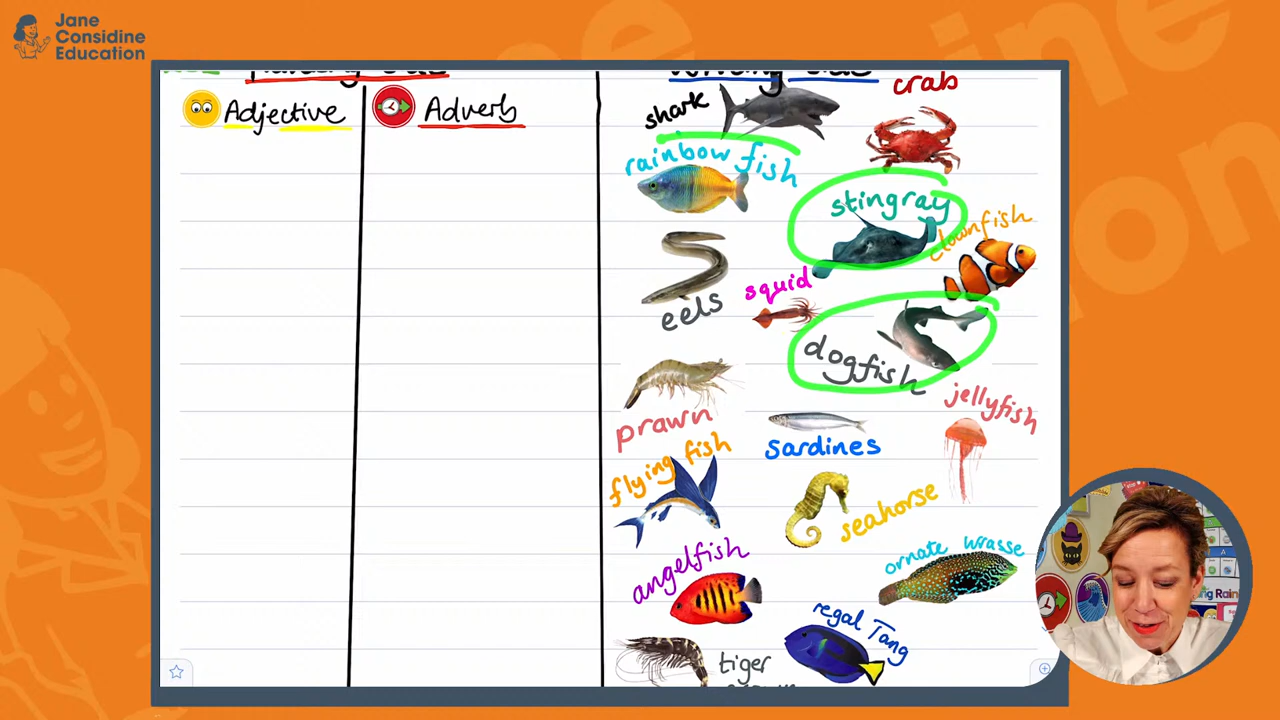 Jane
Considine
Education
Adjective
Adverb
crab
shark
rainbow fish
stingray
clownfish
squid
eels
dogfish
jellyfish
prawn
sardines
flying fish
seahorse
angelfish
ornate wrasse
regal Tang
tiger